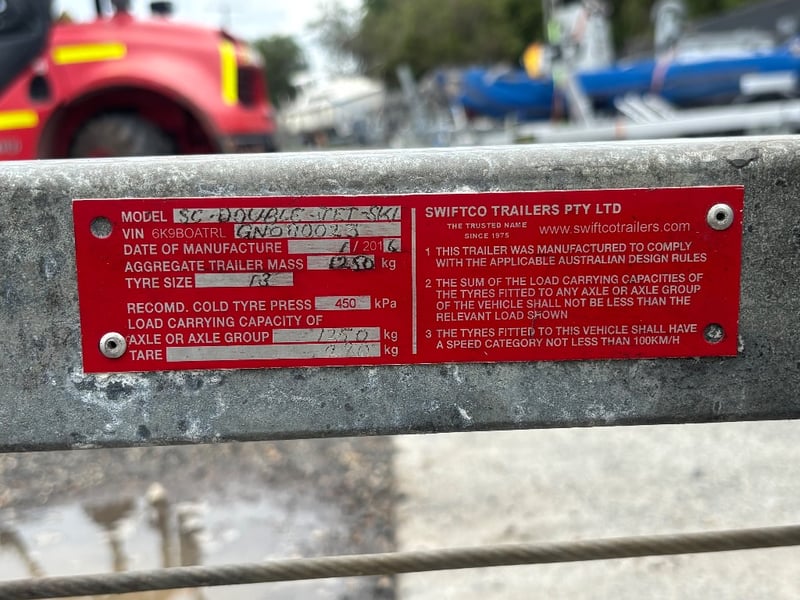 MODEL SC-DOUBLE-JET-SKI
VIN 6K9BOATRL GN0H0023
DATE OF MANUFACTURE 1/2016
AGGREGATE TRAILER MASS 1250 kg
TYRE SIZE 13
RECOMD. COLD TYRE PRESS 450 kPa
LOAD CARRYING CAPACITY OF
AXLE OR AXLE GROUP 1250 kg
TARE kg
SWIFTCO TRAILERS PTY LTD
THE TRUSTED NAME
SINCE 1975
www.swiftcotrailers.com
1 THIS TRAILER WAS MANUFACTURED TO COMPLY
WITH THE APPLICABLE AUSTRALIAN DESIGN RULES
2 THE SUM OF THE LOAD CARRYING CAPACITIES OF
THE TYRES FITTED TO ANY AXLE OR AXLE GROUP
OF THE VEHICLE SHALL NOT BE LESS THAN THE
RELEVANT LOAD SHOWN
3 THE TYRES FITTED TO THIS VEHICLE SHALL HAVE
A SPEED CATEGORY NOT LESS THAN 100KM/H